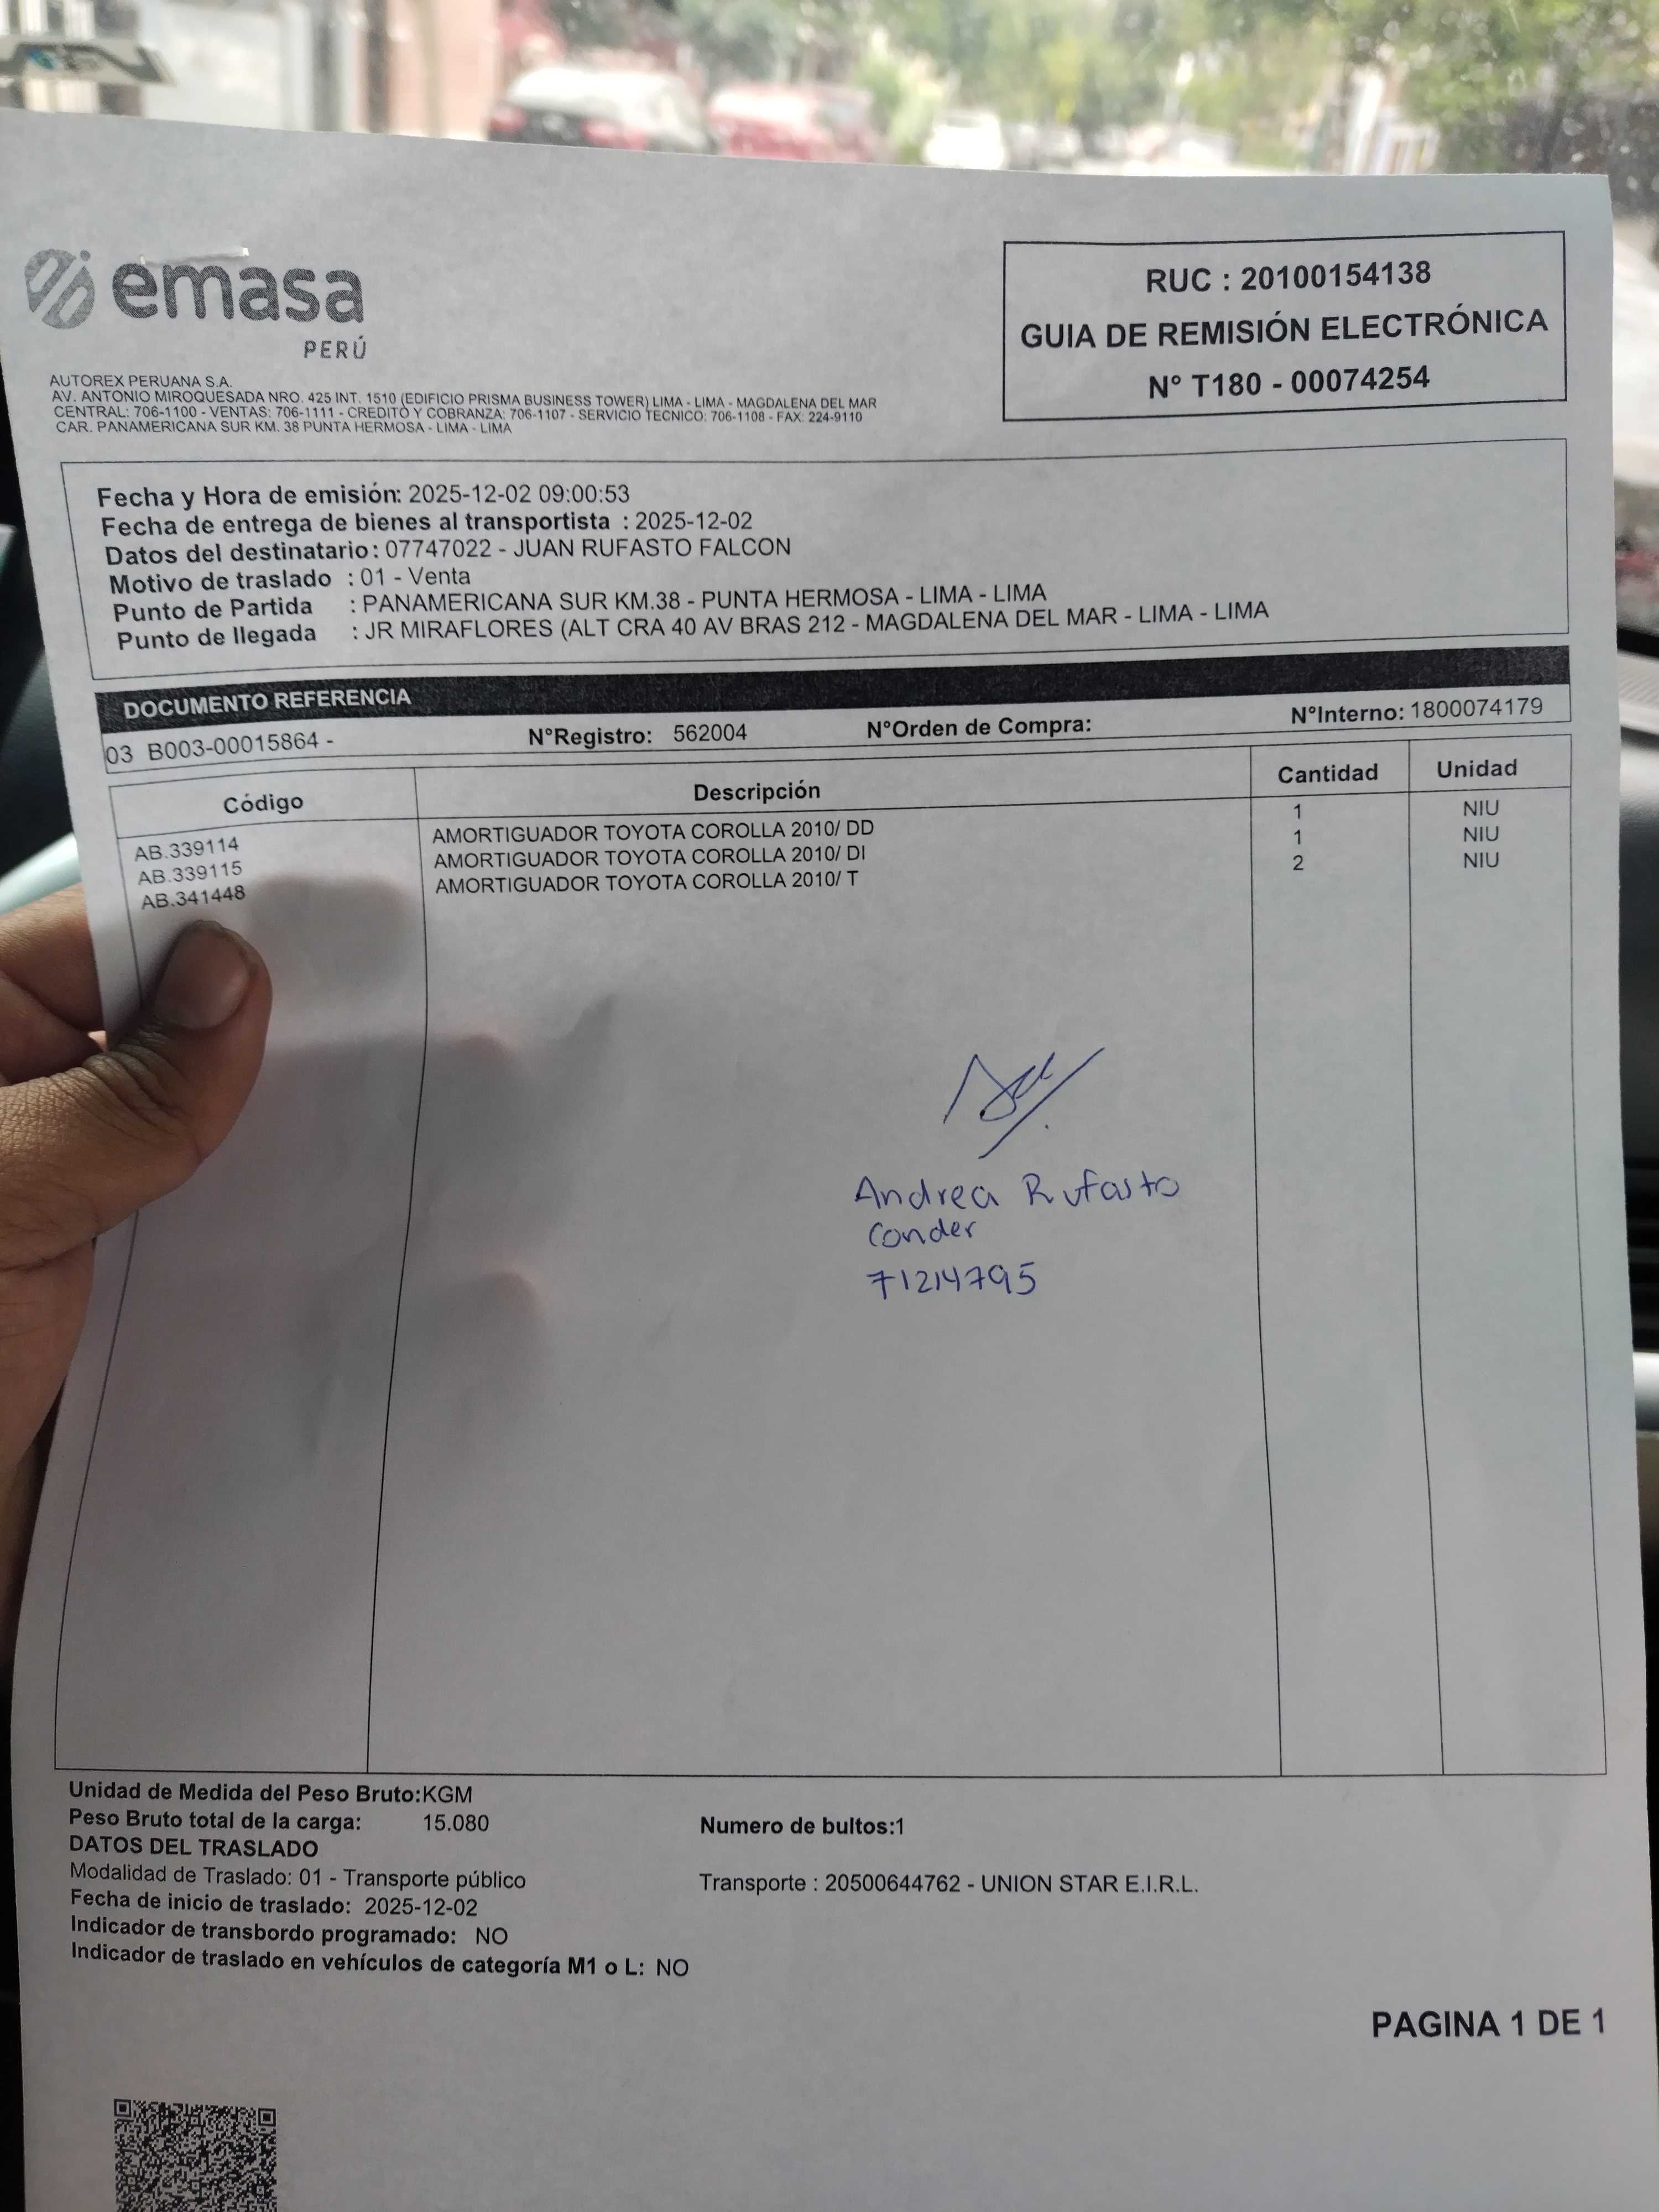 emasa
PERÚ
RUC : 20100154138
GUIA DE REMISIÓN ELECTRÓNICA
N° T180 - 00074254
AUTOREX PERUANA S.A.
AV. ANTONIO MIROQUESADA NRO. 425 INT. 1510 (EDIFICIO PRISMA BUSINESS TOWER) LIMA - LIMA - MAGDALENA DEL MAR
CENTRAL: 706-1100 - VENTAS: 706-1111 - CREDITO Y COBRANZA: 706-1107 - SERVICIO TECNICO: 706-1108 - FAX: 224-9110
CAR. PANAMERICANA SUR KM. 38 PUNTA HERMOSA - LIMA - LIMA
Fecha y Hora de emisión: 2025-12-02 09:00:53
Fecha de entrega de bienes al transportista : 2025-12-02
Datos del destinatario: 07747022 - JUAN RUFASTO FALCON
Motivo de traslado : 01 - Venta
Punto de Partida : PANAMERICANA SUR KM.38 - PUNTA HERMOSA - LIMA - LIMA
Punto de llegada : JR MIRAFLORES (ALT CRA 40 AV BRAS 212 - MAGDALENA DEL MAR - LIMA - LIMA
DOCUMENTO REFERENCIA
03 B003-00015864 - N°Registro: 562004 N°Orden de Compra: N°Interno: 1800074179
Código Descripción Cantidad Unidad
AB.339114 AMORTIGUADOR TOYOTA COROLLA 2010/ DD 1 NIU
AB.339115 AMORTIGUADOR TOYOTA COROLLA 2010/ DI 1 NIU
AB.341448 AMORTIGUADOR TOYOTA COROLLA 2010/ T 2 NIU
Andrea Rufasto
Conder
71214795
Unidad de Medida del Peso Bruto:KGM
Peso Bruto total de la carga: 15.080 Numero de bultos:1
DATOS DEL TRASLADO
Modalidad de Traslado: 01 - Transporte público Transporte : 20500644762 - UNION STAR E.I.R.L.
Fecha de inicio de traslado: 2025-12-02
Indicador de transbordo programado: NO
Indicador de traslado en vehículos de categoría M1 o L: NO
PAGINA 1 DE 1